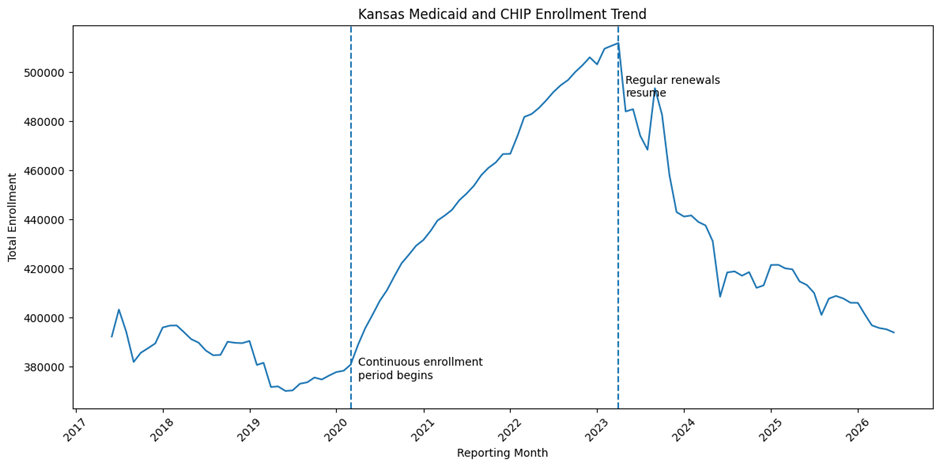 Kansas Medicaid and CHIP Enrollment Trend
Total Enrollment
500000
480000
460000
440000
420000
400000
380000
Regular renewals
resume
Continuous enrollment
period begins
2017
2018
2019
2020
2021
2022
2023
2024
2025
2026
Reporting Month